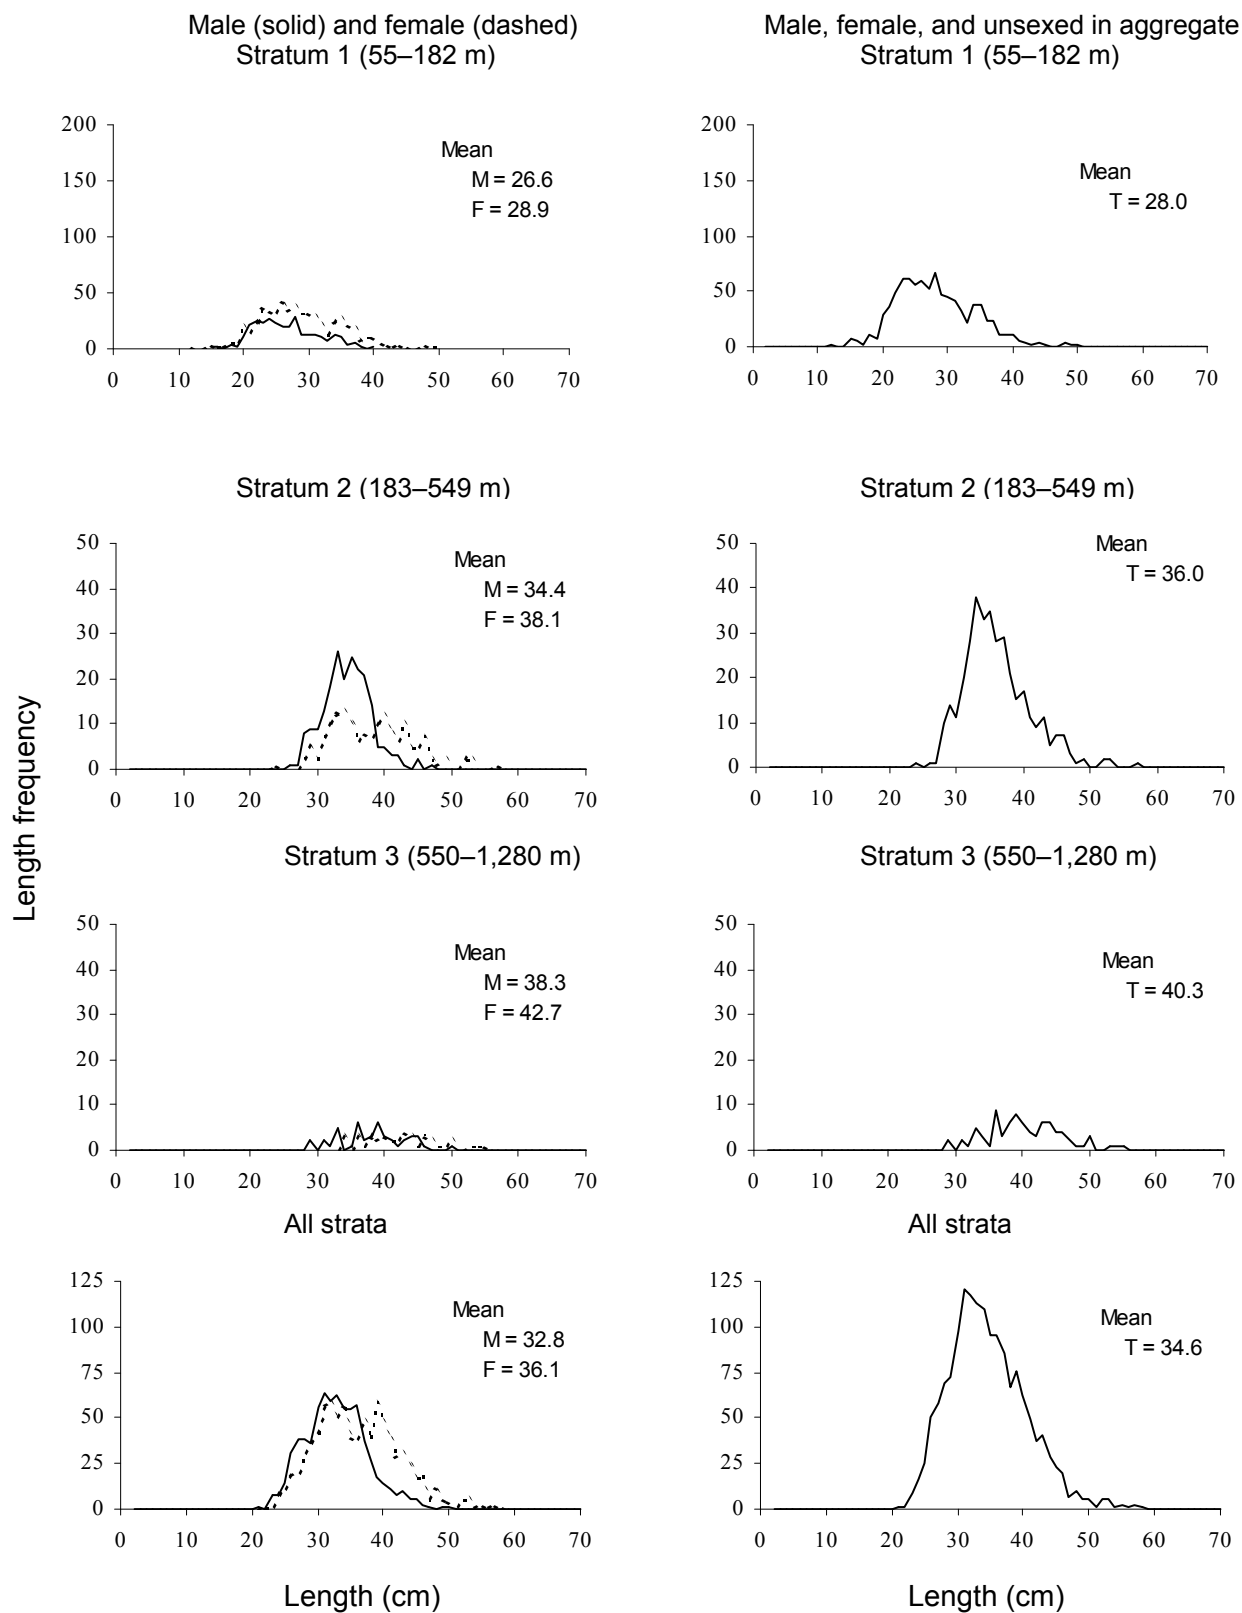 Male (solid) and female (dashed)
Stratum 1 (55–182 m)
200
150
100
50
0
0 10 20 30 40 50 60 70
Mean
M = 26.6
F = 28.9
Male, female, and unsexed in aggregate
Stratum 1 (55–182 m)
200
150
100
50
0
0 10 20 30 40 50 60 70
Mean
T = 28.0
Length frequency
Stratum 2 (183–549 m)
50
40
30
20
10
0
0 10 20 30 40 50 60 70
Mean
M = 34.4
F = 38.1
Stratum 2 (183–549 m)
50
40
30
20
10
0
0 10 20 30 40 50 60 70
Mean
T = 36.0
Stratum 3 (550–1,280 m)
50
40
30
20
10
0
0 10 20 30 40 50 60 70
Mean
M = 38.3
F = 42.7
Stratum 3 (550–1,280 m)
50
40
30
20
10
0
0 10 20 30 40 50 60 70
Mean
T = 40.3
All strata
125
100
75
50
25
0
0 10 20 30 40 50 60 70
Mean
M = 32.8
F = 36.1
Length (cm)
All strata
125
100
75
50
25
0
0 10 20 30 40 50 60 70
Mean
T = 34.6
Length (cm)